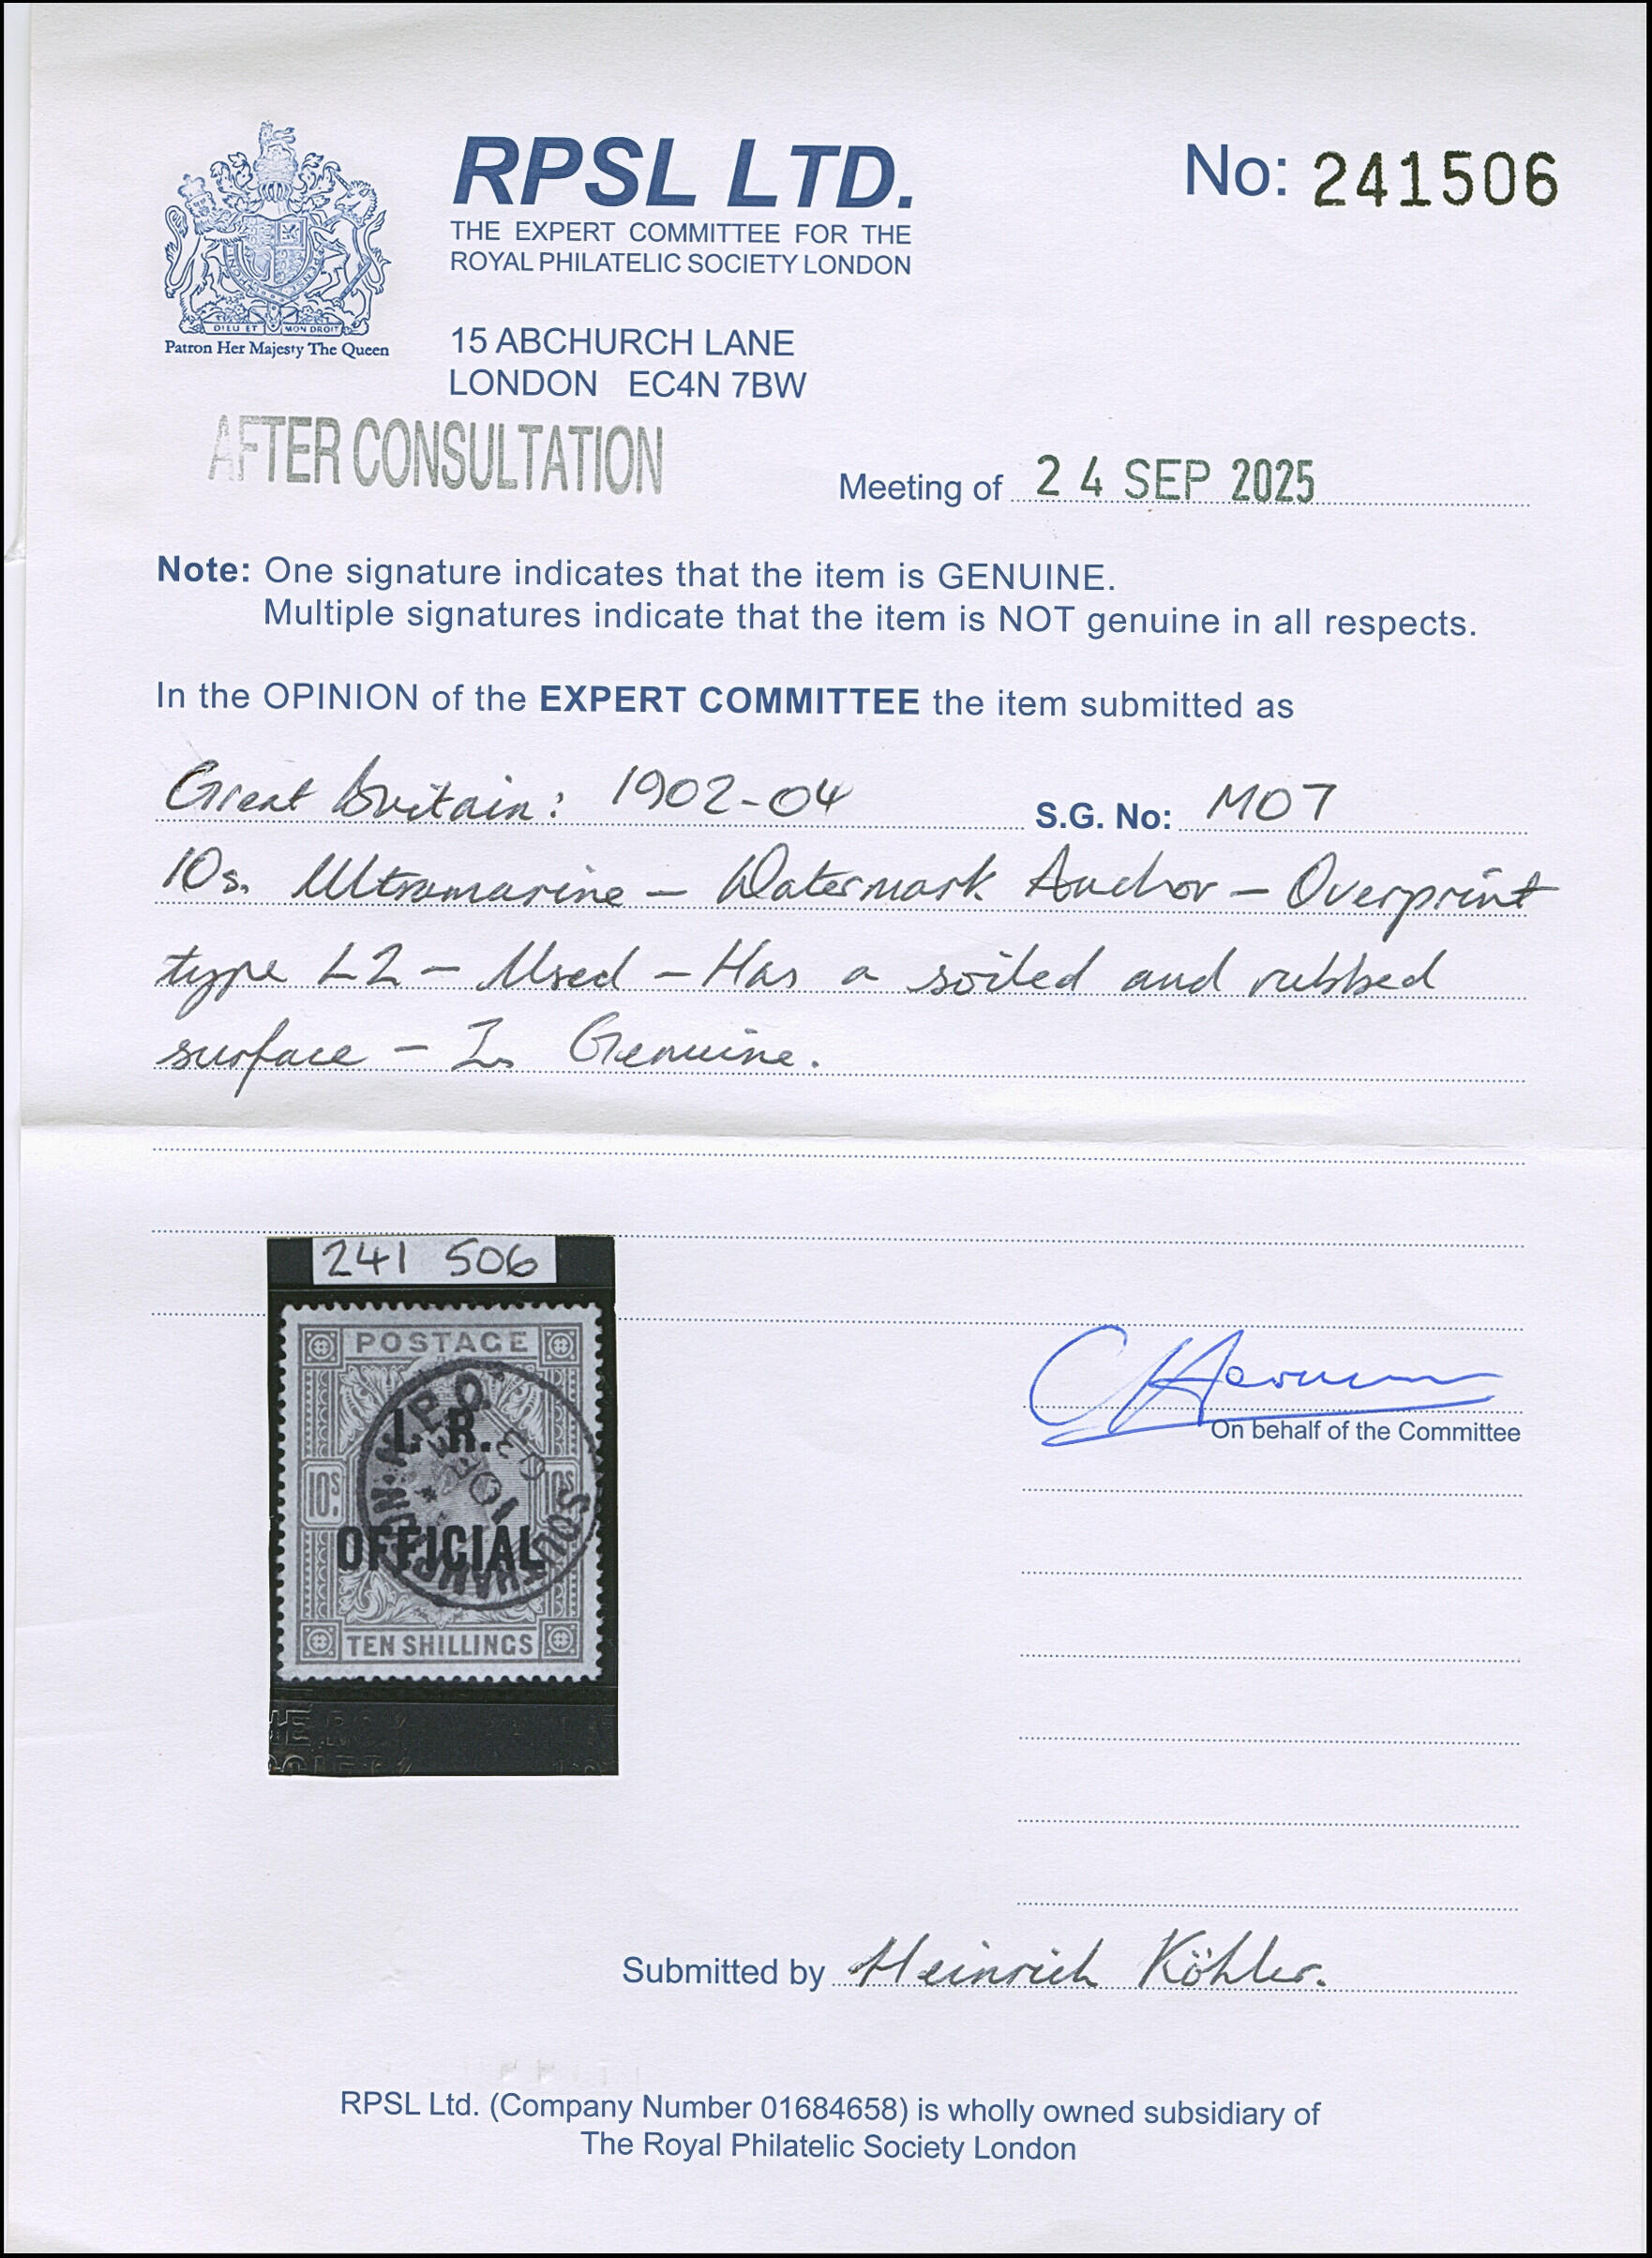 RPSL LTD.
THE EXPERT COMMITTEE FOR THE
ROYAL PHILATELIC SOCIETY LONDON
No: 241506
DIEU ET MON DROIT
Patron Her Majesty The Queen
15 ABCHURCH LANE
LONDON EC4N 7BW
AFTER CONSULTATION
Meeting of 24 SEP 2025
Note: One signature indicates that the item is GENUINE.
Multiple signatures indicate that the item is NOT genuine in all respects.
In the OPINION of the EXPERT COMMITTEE the item submitted as
Great Britain: 1902-04 S.G. No: MO7
10s. Ultramarine – Watermark Anchor – Overprint
type L2 – Used – Has a soiled and rubbed
surface – Is Genuine.
241 506
POSTAGE
I. R.
10s 10s
OFFICIAL
SOUTHAMPTON
TEN SHILLINGS
On behalf of the Committee
Submitted by Heinrich Köhler.
RPSL Ltd. (Company Number 01684658) is wholly owned subsidiary of
The Royal Philatelic Society London